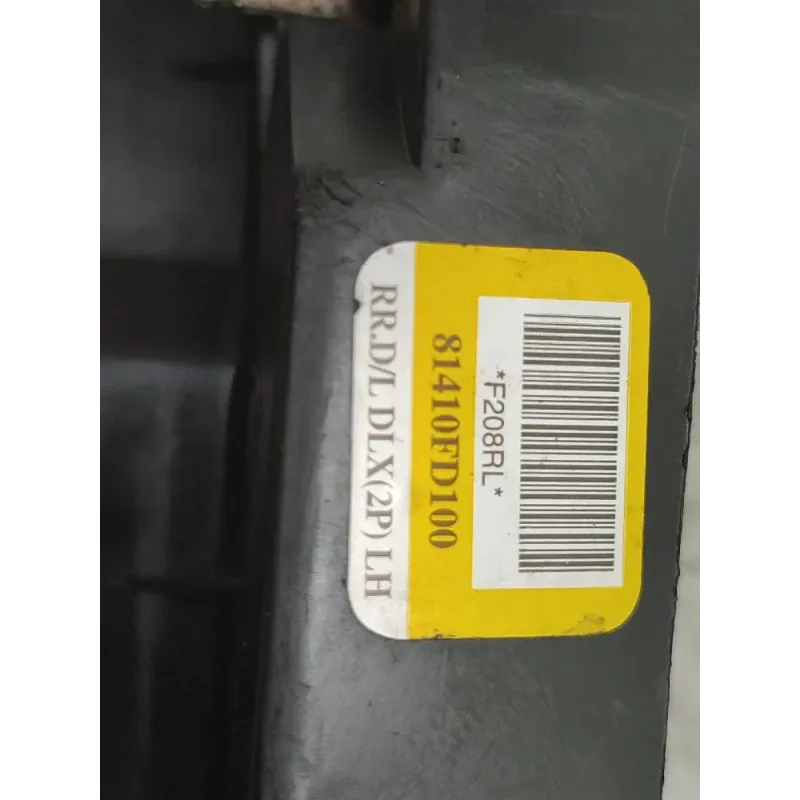 *F208RL*
81410FD100
RR.D/L DLX(2P) LH